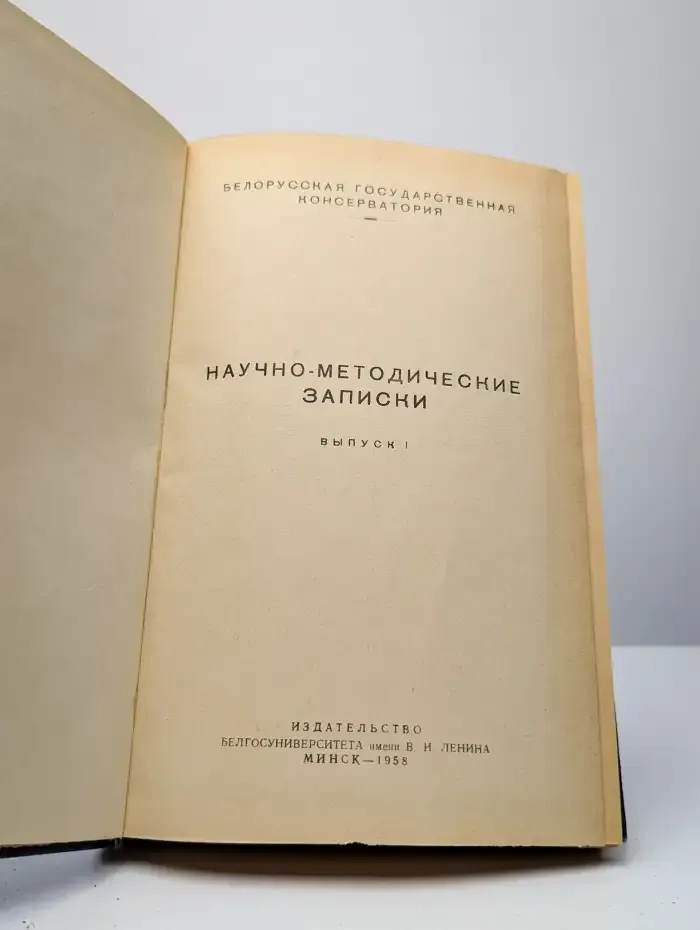 БЕЛОРУССКАЯ ГОСУДАРСТВЕННАЯ
КОНСЕРВАТОРИЯ
НАУЧНО-МЕТОДИЧЕСКИЕ
ЗАПИСКИ
ВЫПУСК I
ИЗДАТЕЛЬСТВО
БЕЛГОСУНИВЕРСИТЕТА имени В. И. ЛЕНИНА
МИНСК—1958